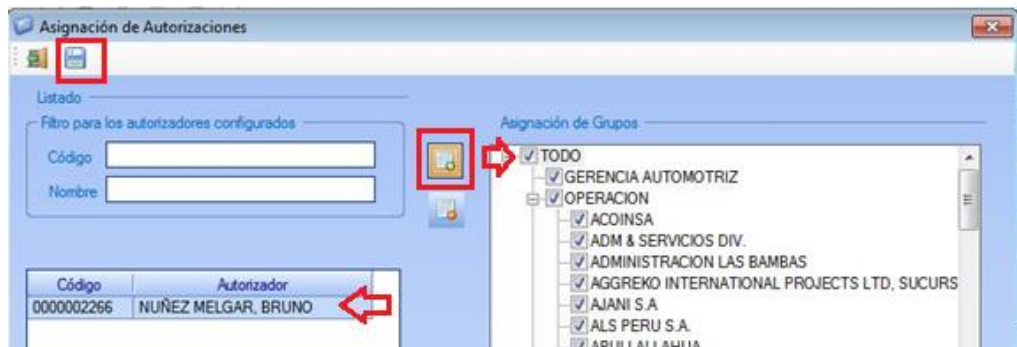 Asignación de Autorizaciones
Listado
Filtro para los autorizadores configurados
Código
Nombre
Código Autorizador
0000002266 NUÑEZ MELGAR, BRUNO
Asignación de Grupos
TODO
GERENCIA AUTOMOTRIZ
OPERACION
ACOINSA
ADM & SERVICIOS DIV.
ADMINISTRACION LAS BAMBAS
AGGREKO INTERNATIONAL PROJECTS LTD, SUCURS
AJANI S.A
ALS PERU S.A.